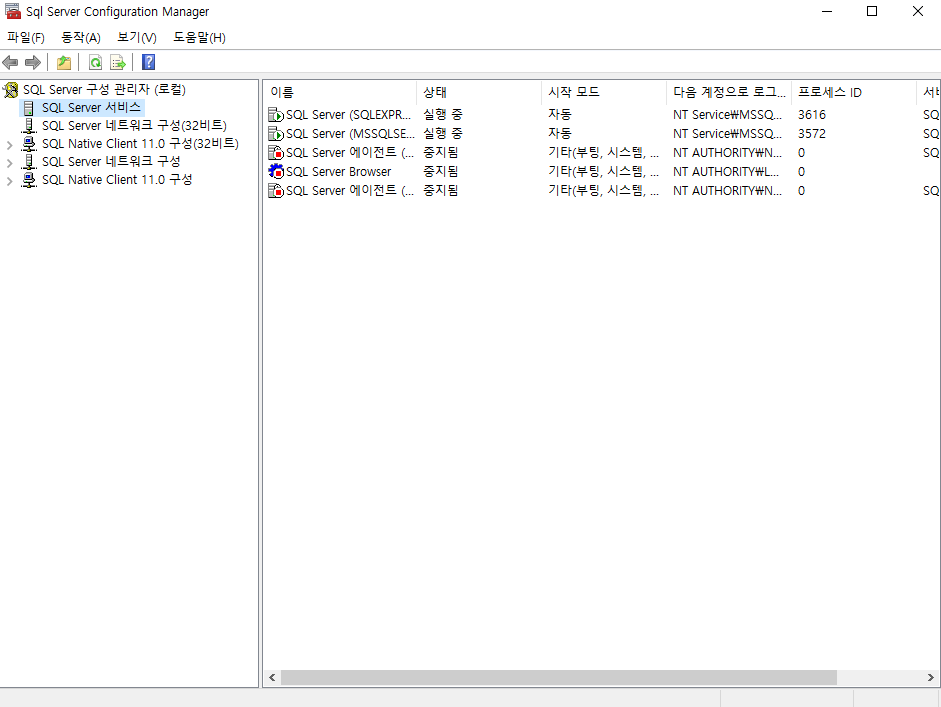 Sql Server Configuration Manager
파일(F) 동작(A) 보기(V) 도움말(H)
SQL Server 구성 관리자 (로컬)
SQL Server 서비스
SQL Server 네트워크 구성(32비트)
SQL Native Client 11.0 구성(32비트)
SQL Server 네트워크 구성
SQL Native Client 11.0 구성
이름 상태 시작 모드 다음 계정으로 로그... 프로세스 ID 서비
SQL Server (SQLEXPR... 실행 중 자동 NT Service₩MSSQ... 3616 SQ
SQL Server (MSSQLSE... 실행 중 자동 NT Service₩MSSQ... 3572 SQ
SQL Server 에이전트 (... 중지됨 기타(부팅, 시스템, ... NT AUTHORITY₩N... 0 SQ
SQL Server Browser 중지됨 기타(부팅, 시스템, ... NT AUTHORITY₩L... 0
SQL Server 에이전트 (... 중지됨 기타(부팅, 시스템, ... NT AUTHORITY₩N... 0 SQ